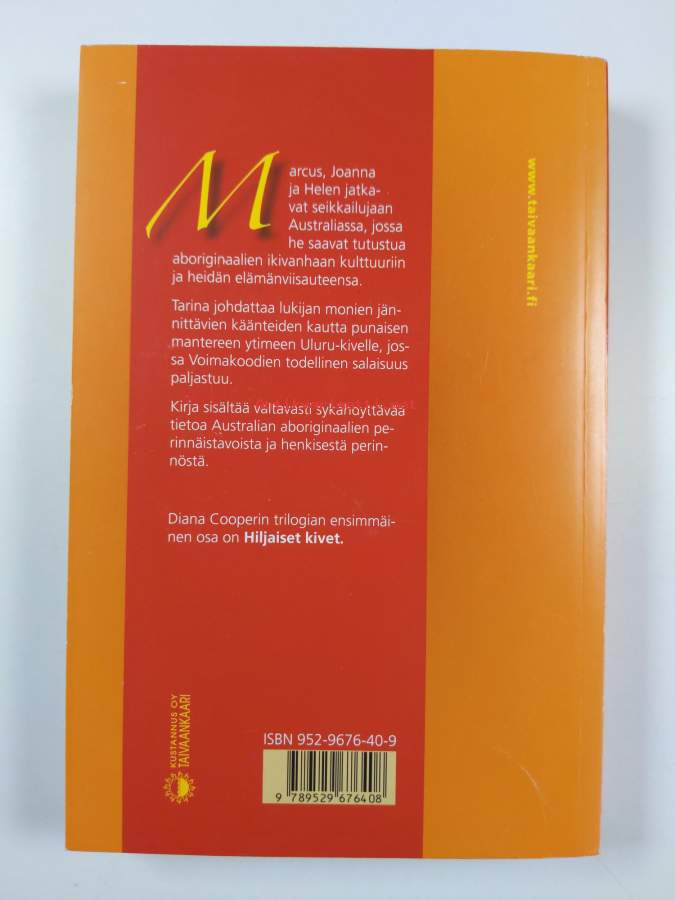 Marcus, Joanna
ja Helen jatka-
vat seikkailujaan
Australiassa, jossa
he saavat tutustua
aboriginaalien ikivanhaan kulttuuriin
ja heidän elämänviisauteensa.
Tarina johdattaa lukijan monien jän-
nittävien käänteiden kautta punaisen
mantereen ytimeen Uluru-kivelle, jos-
sa Voimakoodien todellinen salaisuus
paljastuu.
Kirja sisältää valtavasti sykähdyttävää
tietoa Australian aboriginaalien pe-
rinnäistavoista ja henkisestä perin-
nöstä.
Diana Cooperin trilogian ensimmäi-
nen osa on Hiljaiset kivet.
www.taivaankaari.fi
KUSTANNUS OY
TAIVAANKAARI
ISBN 952-9676-40-9
9 789529 676408